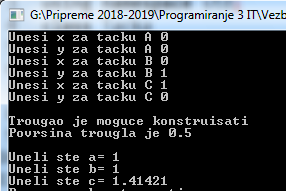 G:\Pripreme 2018-2019\Programiranje 3 IT\Vezb
Unesi x za tacku A 0
Unesi y za tacku A 0
Unesi x za tacku B 0
Unesi y za tacku B 1
Unesi x za tacku C 1
Unesi y za tacku C 0
Trougao je moguce konstruisati
Povrsina trougla je 0.5
Uneli ste a= 1
Uneli ste b= 1
Uneli ste c= 1.41421